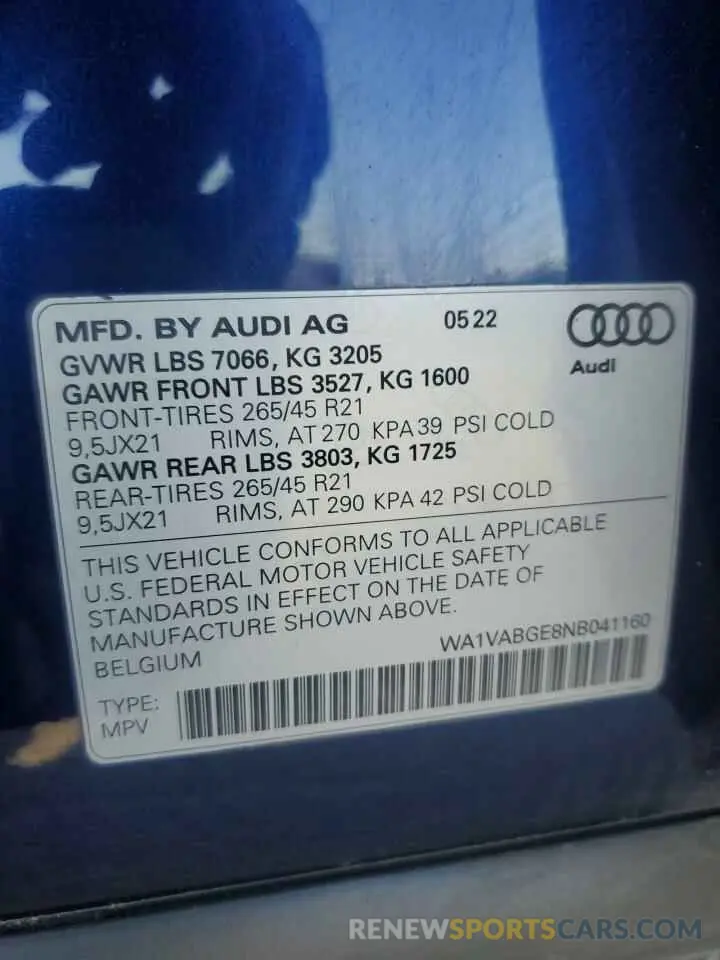 MFD. BY AUDI AG 05 22
Audi
GVWR LBS 7066, KG 3205
GAWR FRONT LBS 3527, KG 1600
FRONT-TIRES 265/45 R21
9,5JX21 RIMS, AT 270 KPA 39 PSI COLD
GAWR REAR LBS 3803, KG 1725
REAR-TIRES 265/45 R21
9,5JX21 RIMS, AT 290 KPA 42 PSI COLD
THIS VEHICLE CONFORMS TO ALL APPLICABLE
U.S. FEDERAL MOTOR VEHICLE SAFETY
STANDARDS IN EFFECT ON THE DATE OF
MANUFACTURE SHOWN ABOVE.
BELGIUM WA1VABGE8NB041160
TYPE:
MPV
RENEWSPORTSCARS.COM